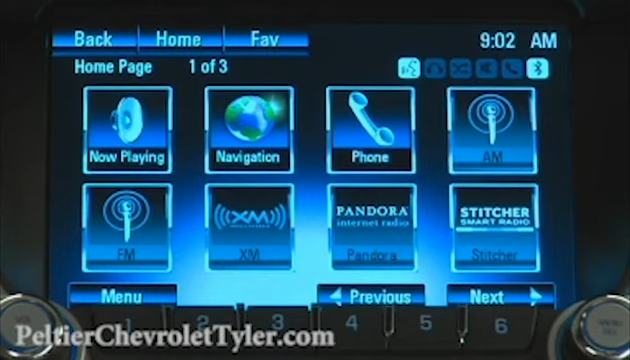 Back Home Fav 9:02 AM
Home Page 1 of 3
Now Playing Navigation Phone AM
((XM)) PANDORA STITCHER
internet radio SMART RADIO
FM XM Pandora Stitcher
Menu Previous Next
1 2 3 4 5 6
PeltierChevroletTyler.com